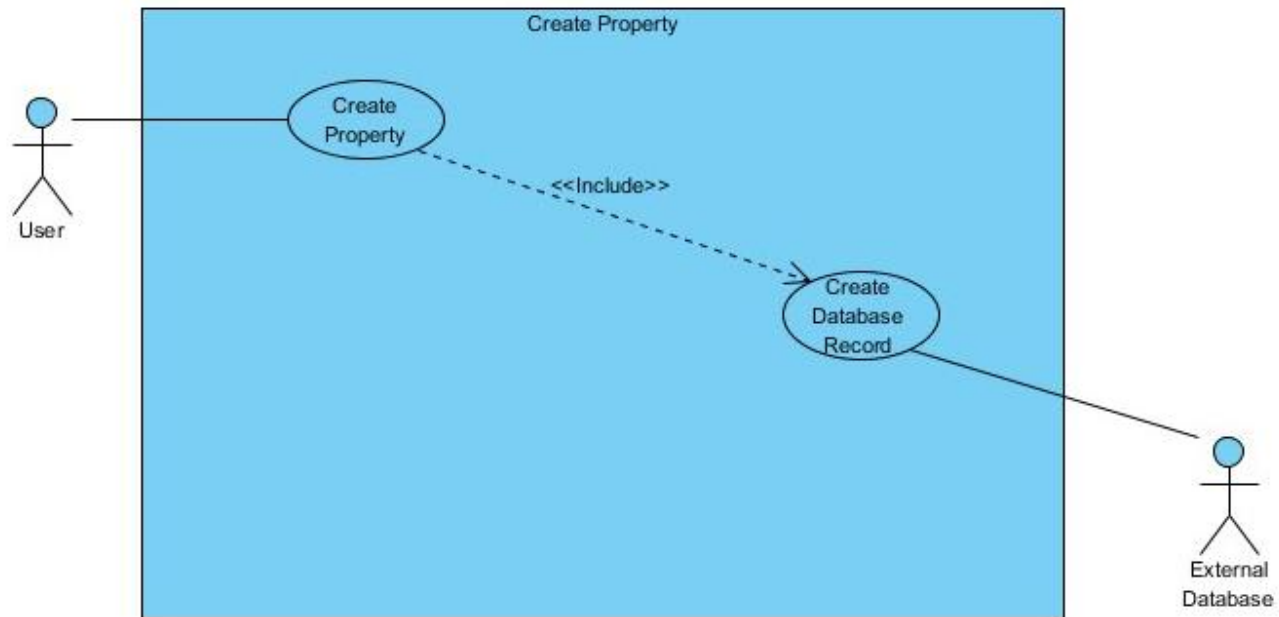 Create Property
Create
Property
<<Include>>
User
Create
Database
Record
External
Database